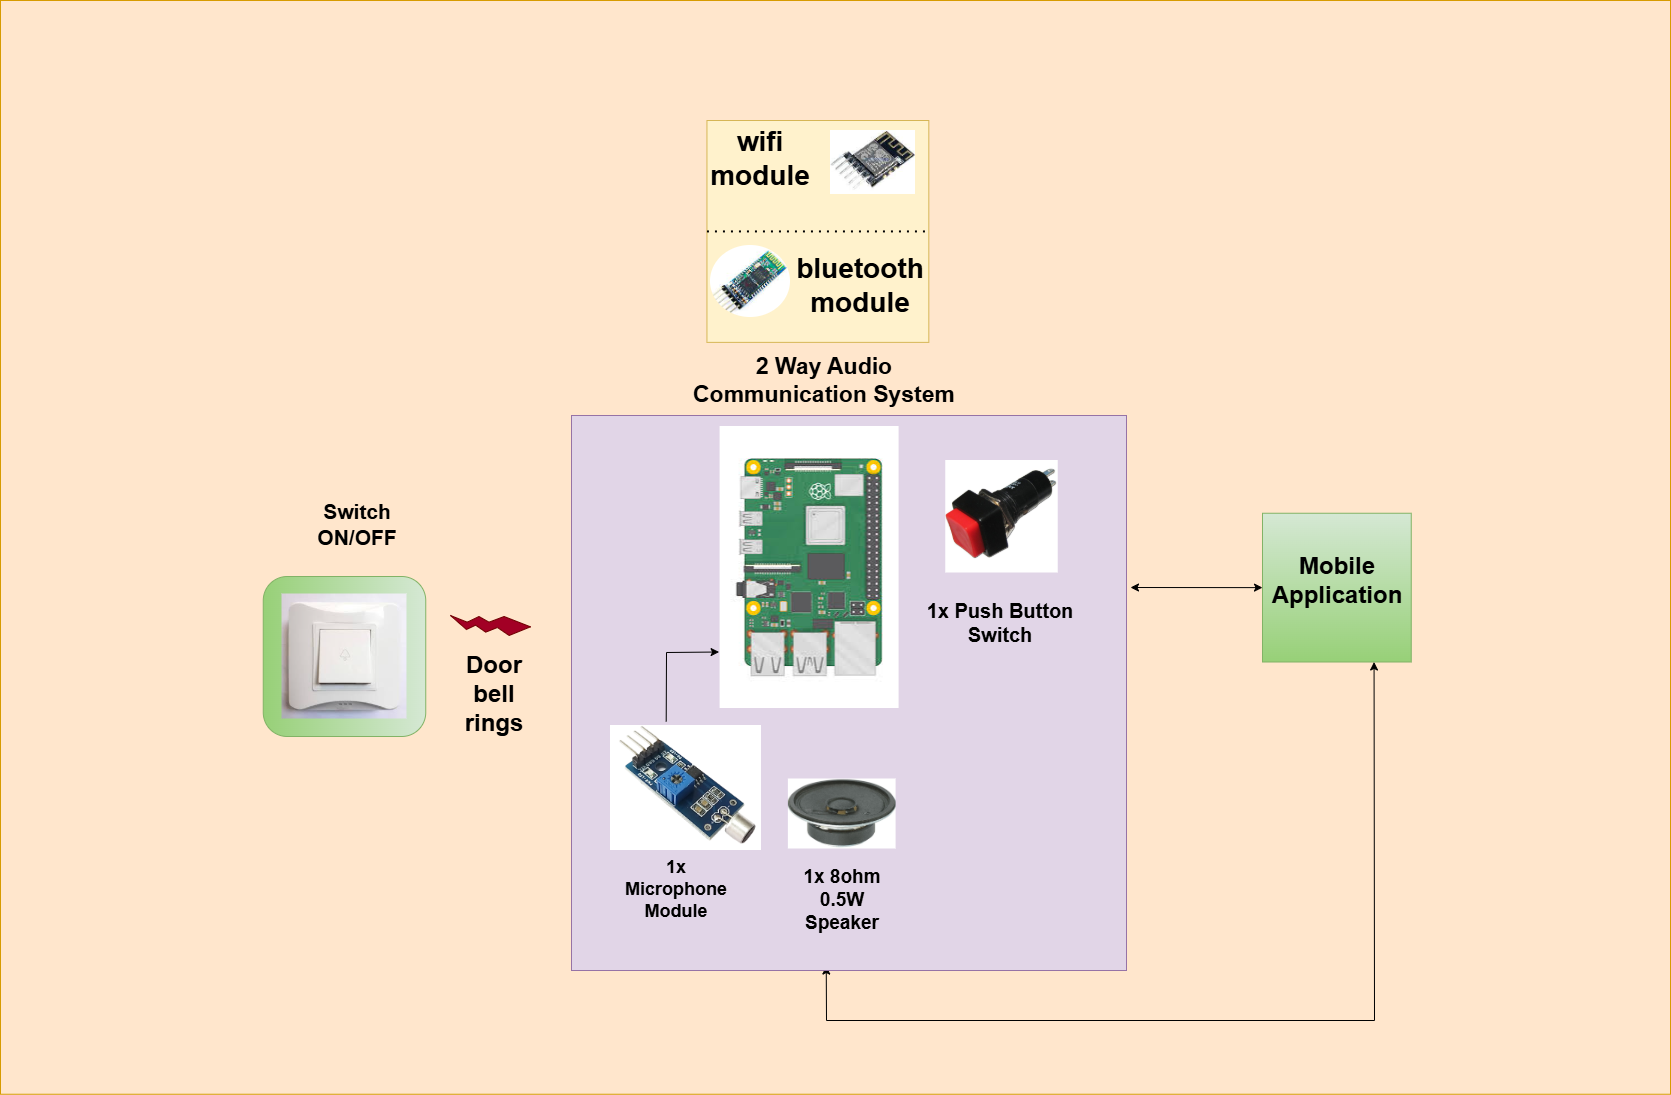 wifi
module
bluetooth
module
2 Way Audio
Communication System
Switch
ON/OFF
Door
bell
rings
1x Push Button
Switch
Mobile
Application
1x
Microphone
Module
1x 8ohm
0.5W
Speaker